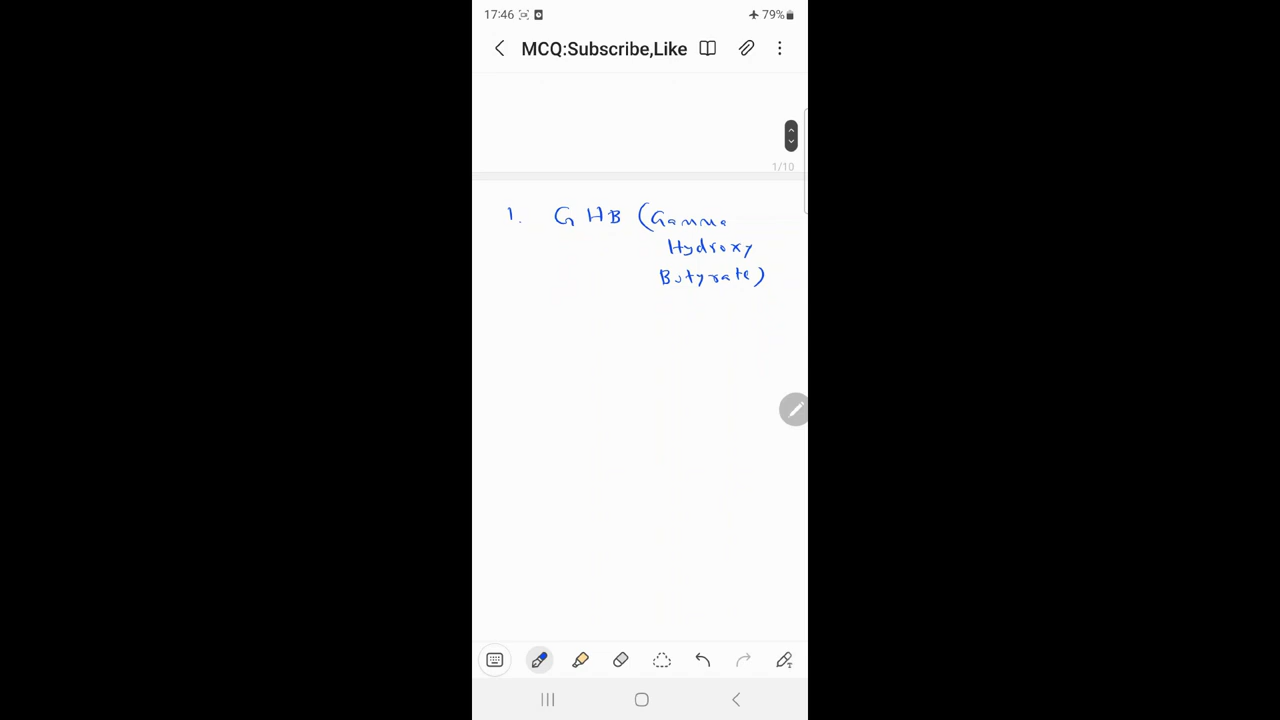 17:46 79%
MCQ:Subscribe,Like
1/10
1. GHB (Gamma
Hydroxy
Butyrate)